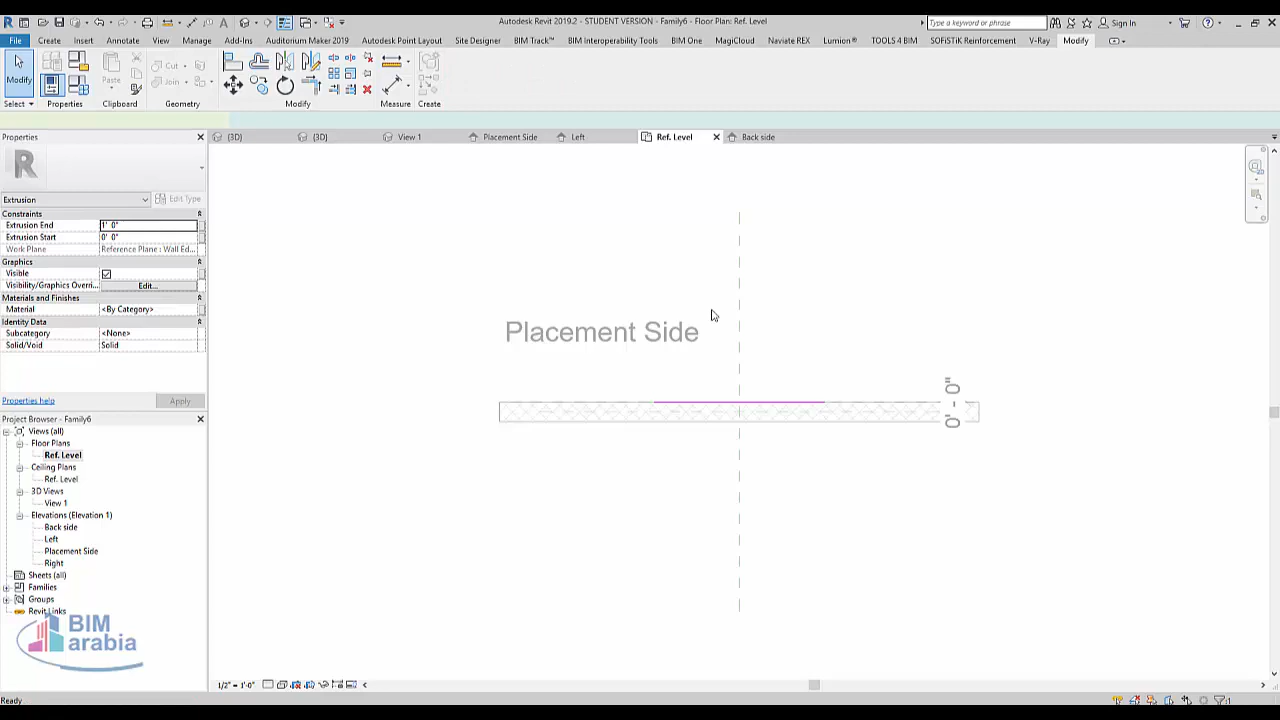 Autodesk Revit 2019.2 - STUDENT VERSION - Family6 - Floor Plan: Ref. Level
Type a keyword or phrase
Sign In
File Create Insert Annotate View Manage Add-Ins Auditorium Maker2019 Autodesk Point Layout Site Designer BIM Track™ BIM Interoperability Tools BIM One DiagiCloud Naviate REX Lumion® TOOLS 4 BIM SOFiSTiK Reinforcement V-Ray Modify
Modify
Paste
Cut
Join
Select Properties Clipboard Geometry Modify Measure Create
Properties
{3D} {3D} View 1 Placement Side Left Ref. Level Back side
R
Extrusion Edit Type
Constraints
Extrusion End 1' 0"
Extrusion Start 0' 0"
Work Plane Reference Plane : Wall Ed...
Graphics
Visible
Visibility/Graphics Overri... Edit...
Materials and Finishes
Material <By Category>
Identity Data
Subcategory <None>
Solid/Void Solid
Properties help Apply
Placement Side
0' - 0"
Project Browser - Family6
Views (all)
Floor Plans
Ref. Level
Ceiling Plans
Ref. Level
3D Views
View 1
Elevations (Elevation 1)
Back side
Left
Placement Side
Right
Sheets (all)
Families
Groups
Revit Links
BIM
arabia
1/2" = 1'-0"
Ready
:1